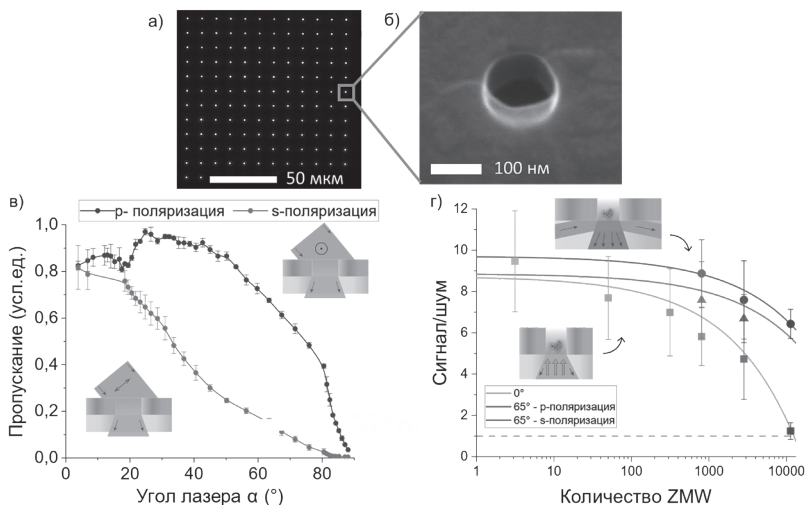 а)
б)
50 мкм
100 нм
в)
р- поляризация
s-поляризация
Пропускание (усл.ед.)
1,0
0,8
0,6
0,4
0,2
0,0
0
20
40
60
80
Угол лазера α (°)
г)
Сигнал/шум
12
10
8
6
4
2
0
0°
65° - р-поляризация
65° - s-поляризация
1
10
100
1000
10000
Количество ZMW